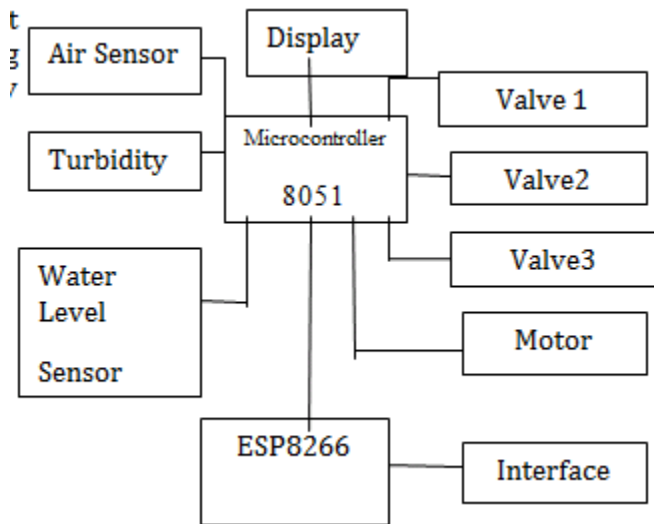 t
g
y
Air Sensor
Display
Valve 1
Microcontroller
8051
Turbidity
Valve2
Valve3
Water
Level
Sensor
Motor
ESP8266
Interface